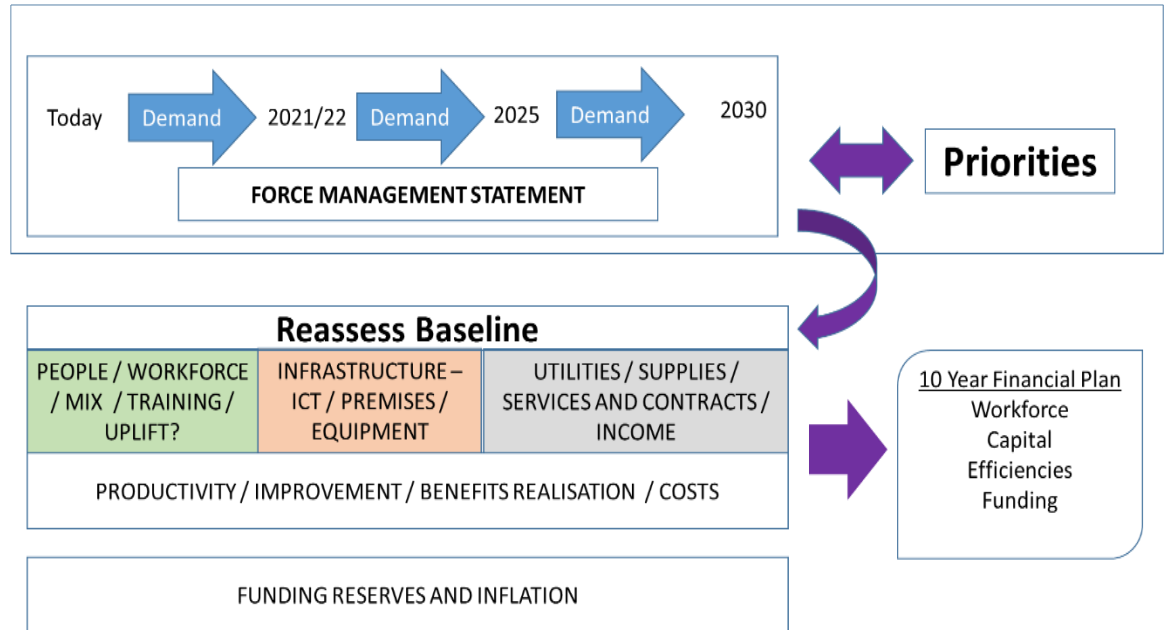 Today
Demand
2021/22
Demand
2025
Demand
2030
FORCE MANAGEMENT STATEMENT
Priorities
Reassess Baseline
PEOPLE / WORKFORCE
/ MIX / TRAINING /
UPLIFT?
INFRASTRUCTURE –
ICT / PREMISES /
EQUIPMENT
UTILITIES / SUPPLIES /
SERVICES AND CONTRACTS /
INCOME
PRODUCTIVITY / IMPROVEMENT / BENEFITS REALISATION / COSTS
10 Year Financial Plan
Workforce
Capital
Efficiencies
Funding
FUNDING RESERVES AND INFLATION